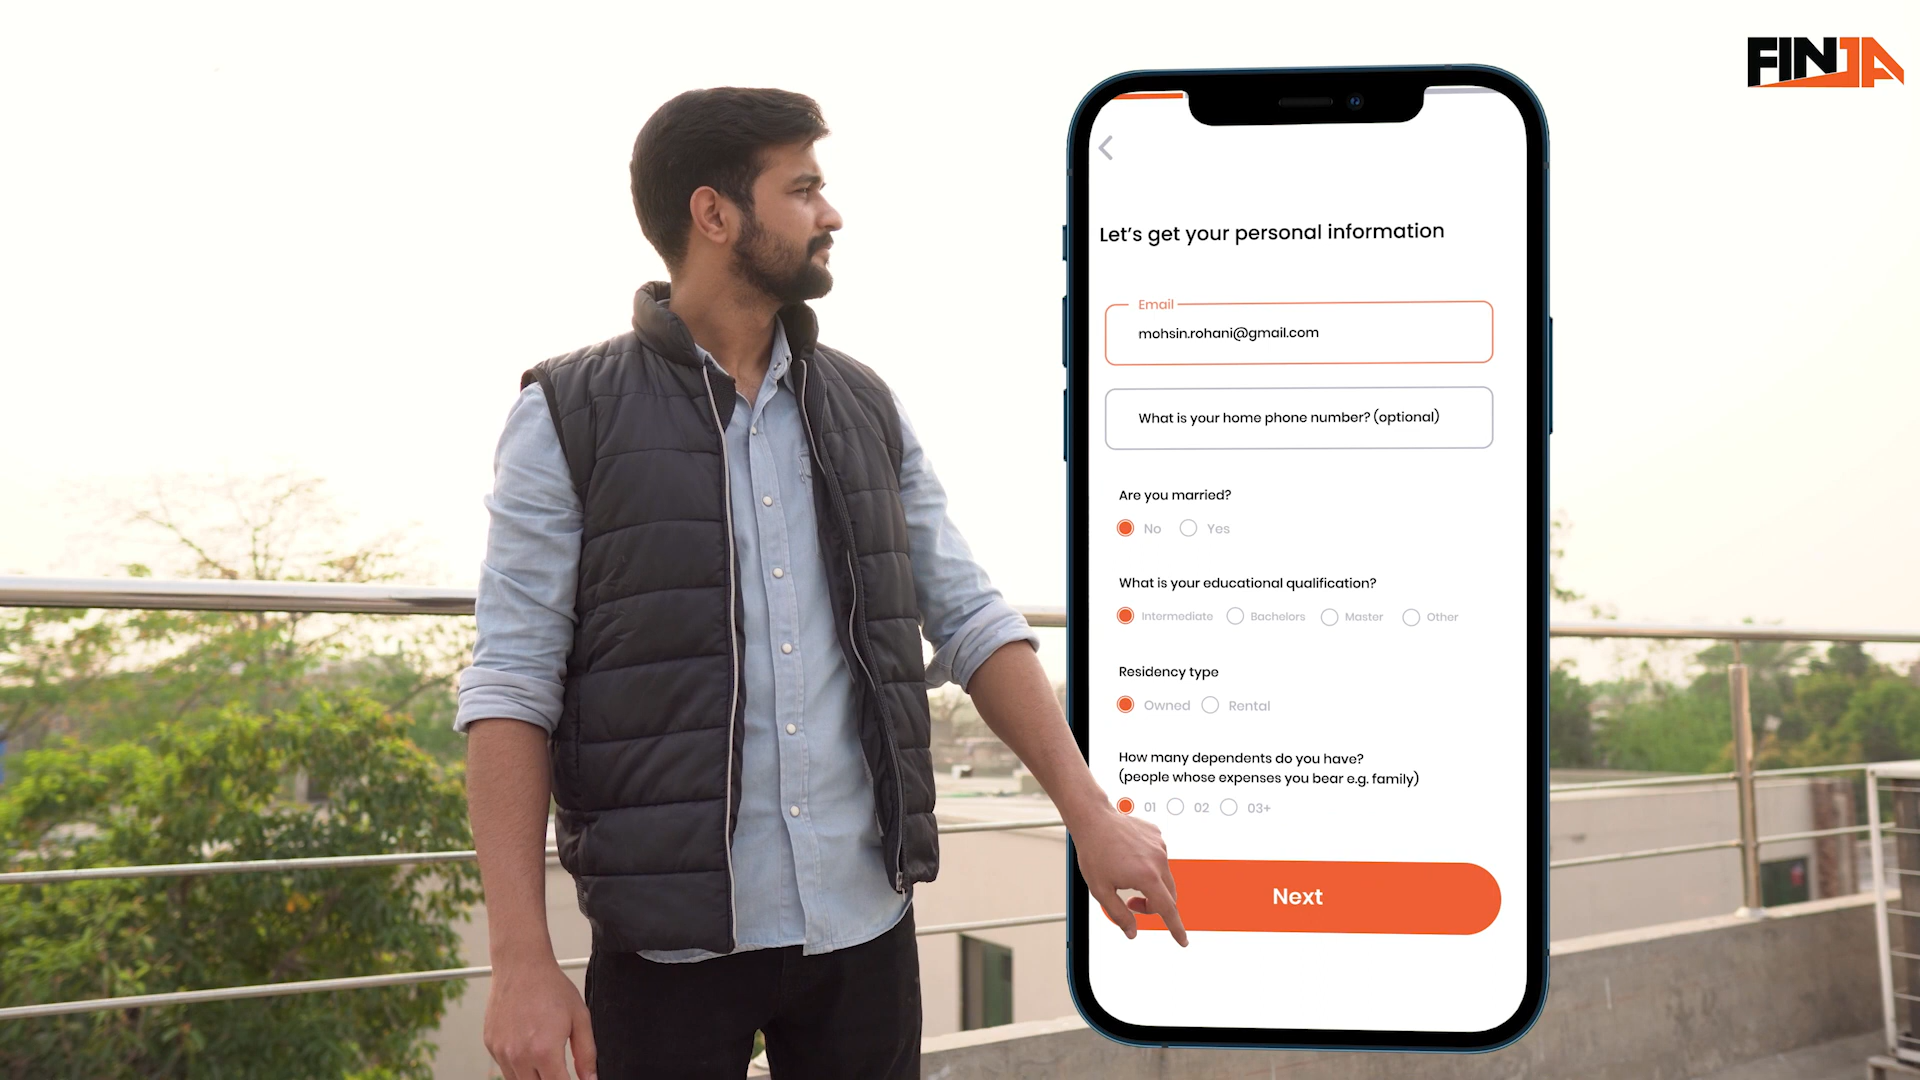 FINJA
Let's get your personal information
Email
mohsin.rohani@gmail.com
What is your home phone number? (optional)
Are you married?
No Yes
What is your educational qualification?
Intermediate Bachelors Master Other
Residency type
Owned Rental
How many dependents do you have?
(people whose expenses you bear e.g. family)
01 02 03+
Next